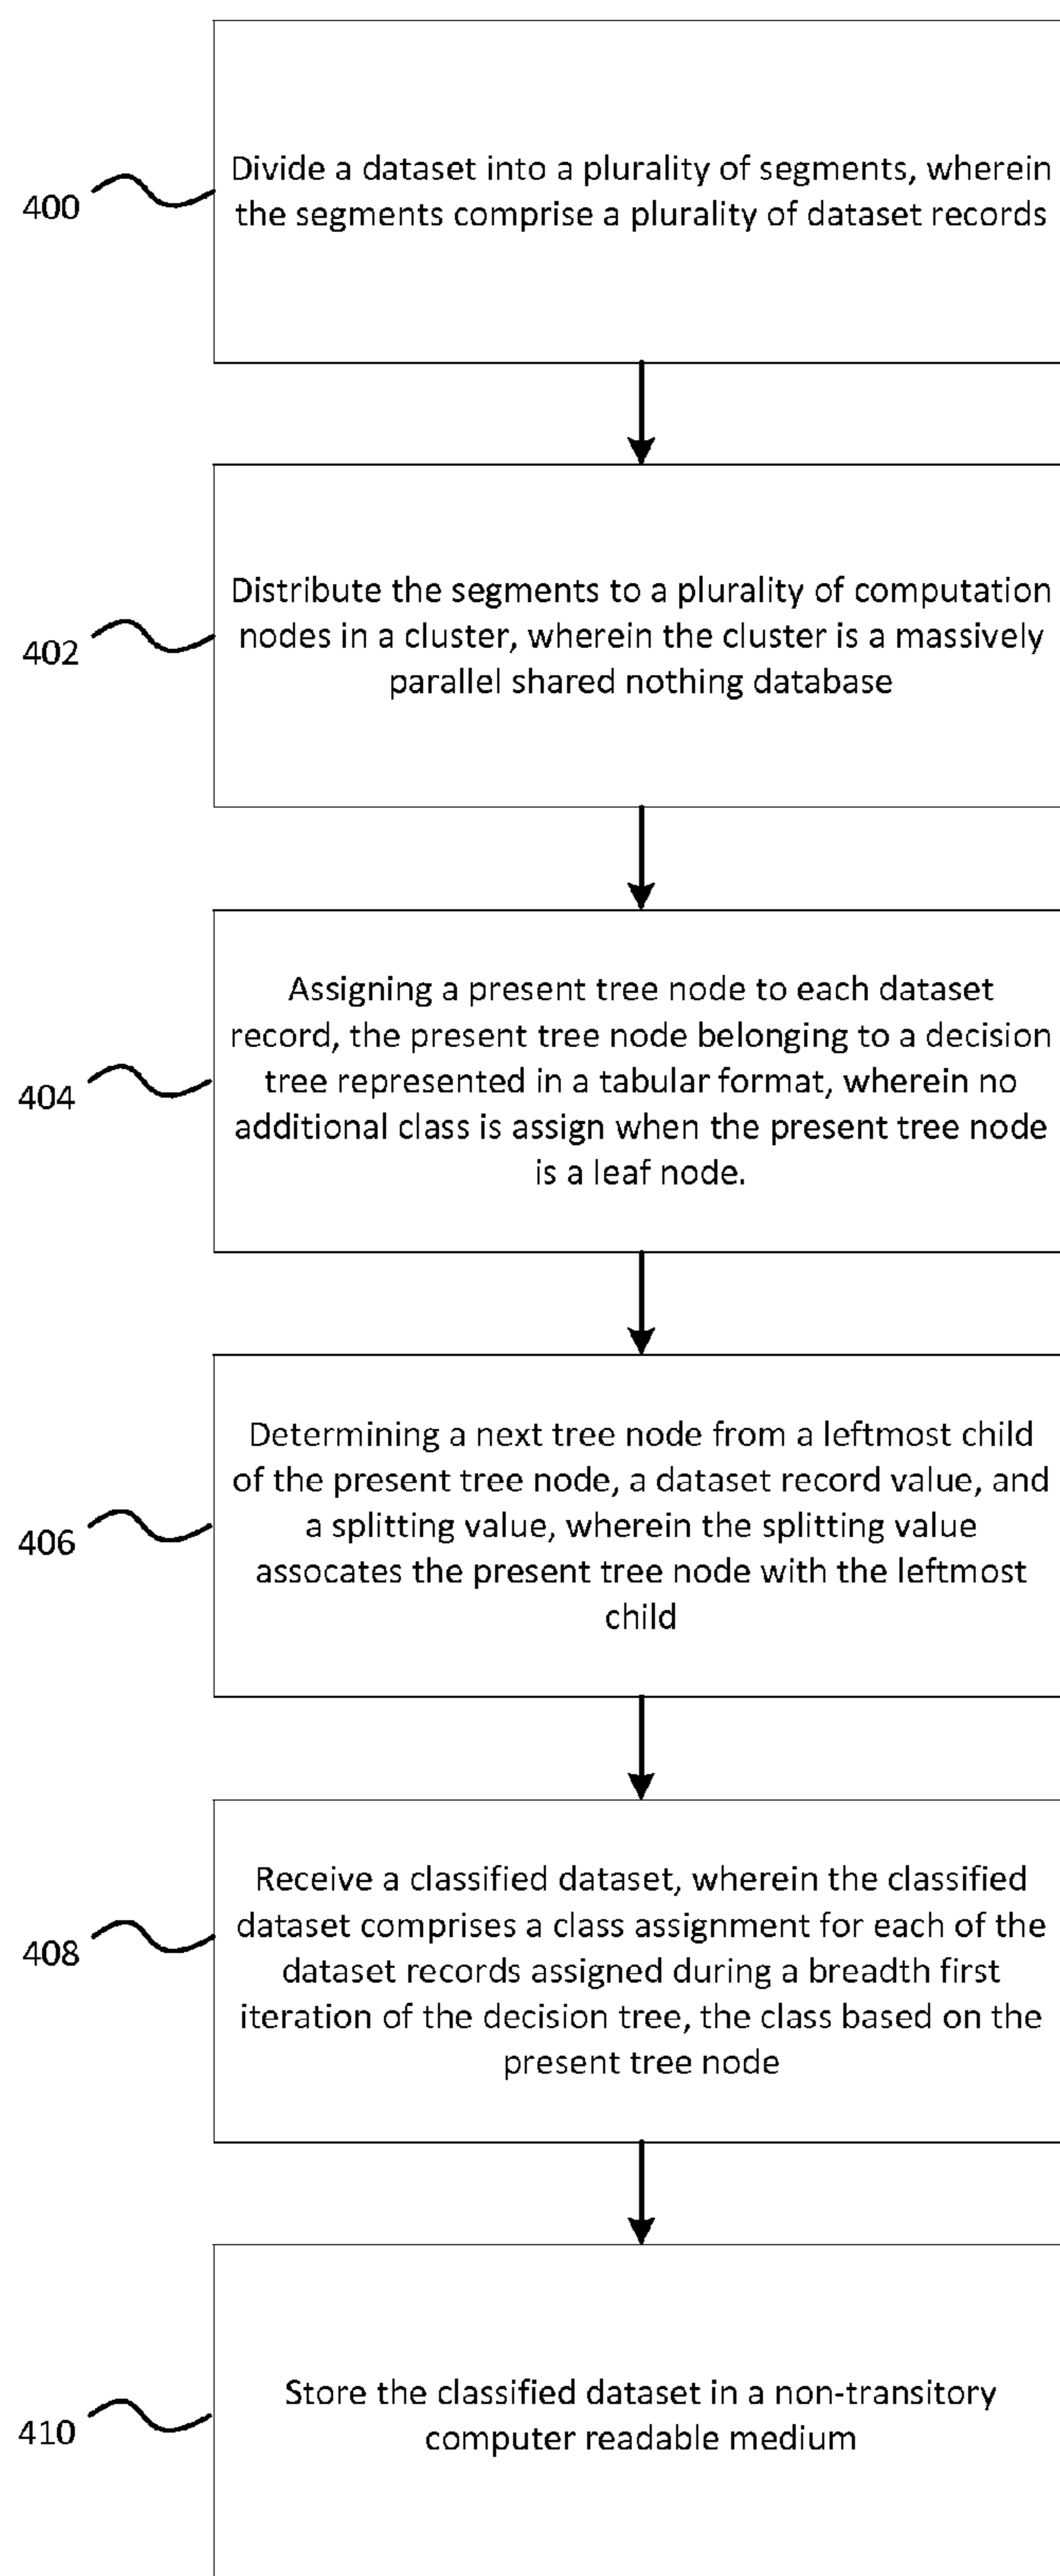 Divide a dataset into a plurality of segments, wherein
the segments comprise a plurality of dataset records
400
Distribute the segments to a plurality of computation
nodes in a cluster, wherein the cluster is a massively
parallel shared nothing database
402
Assigning a present tree node to each dataset
record, the present tree node belonging to a decision
tree represented in a tabular format, wherein no
additional class is assign when the present tree node
is a leaf node.
404
Determining a next tree node from a leftmost child
of the present tree node, a dataset record value, and
a splitting value, wherein the splitting value
assocates the present tree node with the leftmost
child
406
Receive a classified dataset, wherein the classified
dataset comprises a class assignment for each of the
dataset records assigned during a breadth first
iteration of the decision tree, the class based on the
present tree node
408
Store the classified dataset in a non-transitory
computer readable medium
410